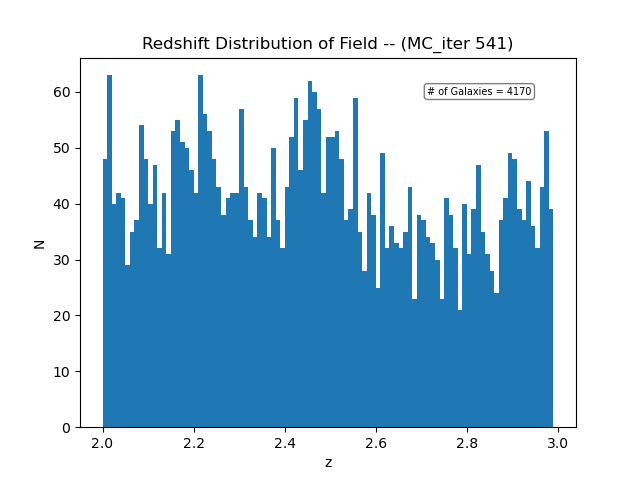 Redshift Distribution of Field -- (MC_iter 541)
# of Galaxies = 4170
N
60
50
40
30
20
10
0
2.0 2.2 2.4 2.6 2.8 3.0
z